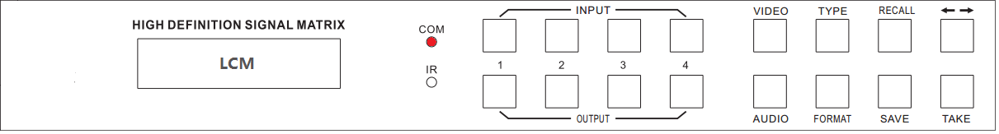 HIGH DEFINITION SIGNAL MATRIX
LCM
COM
IR
INPUT
1 2 3 4
OUTPUT
VIDEO TYPE RECALL
AUDIO FORMAT SAVE TAKE